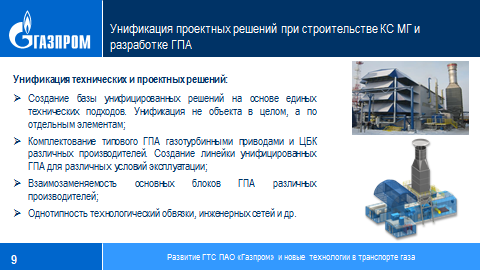 ГАЗПРОМ
Унификация проектных решений при строительстве КС МГ и
разработке ГПА
Унификация технических и проектных решений:
➢ Создание базы унифицированных решений на основе единых
технических подходов. Унификация не объекта в целом, а по
отдельным элементам;
➢ Комплектование типового ГПА газотурбинными приводами и ЦБК
различных производителей. Создание линейки унифицированных
ГПА для различных условий эксплуатации;
➢ Взаимозаменяемость основных блоков ГПА различных
производителей;
➢ Однотипность технологической обвязки, инженерных сетей и др.
9
Развитие ГТС ПАО «Газпром» и новые технологии в транспорте газа